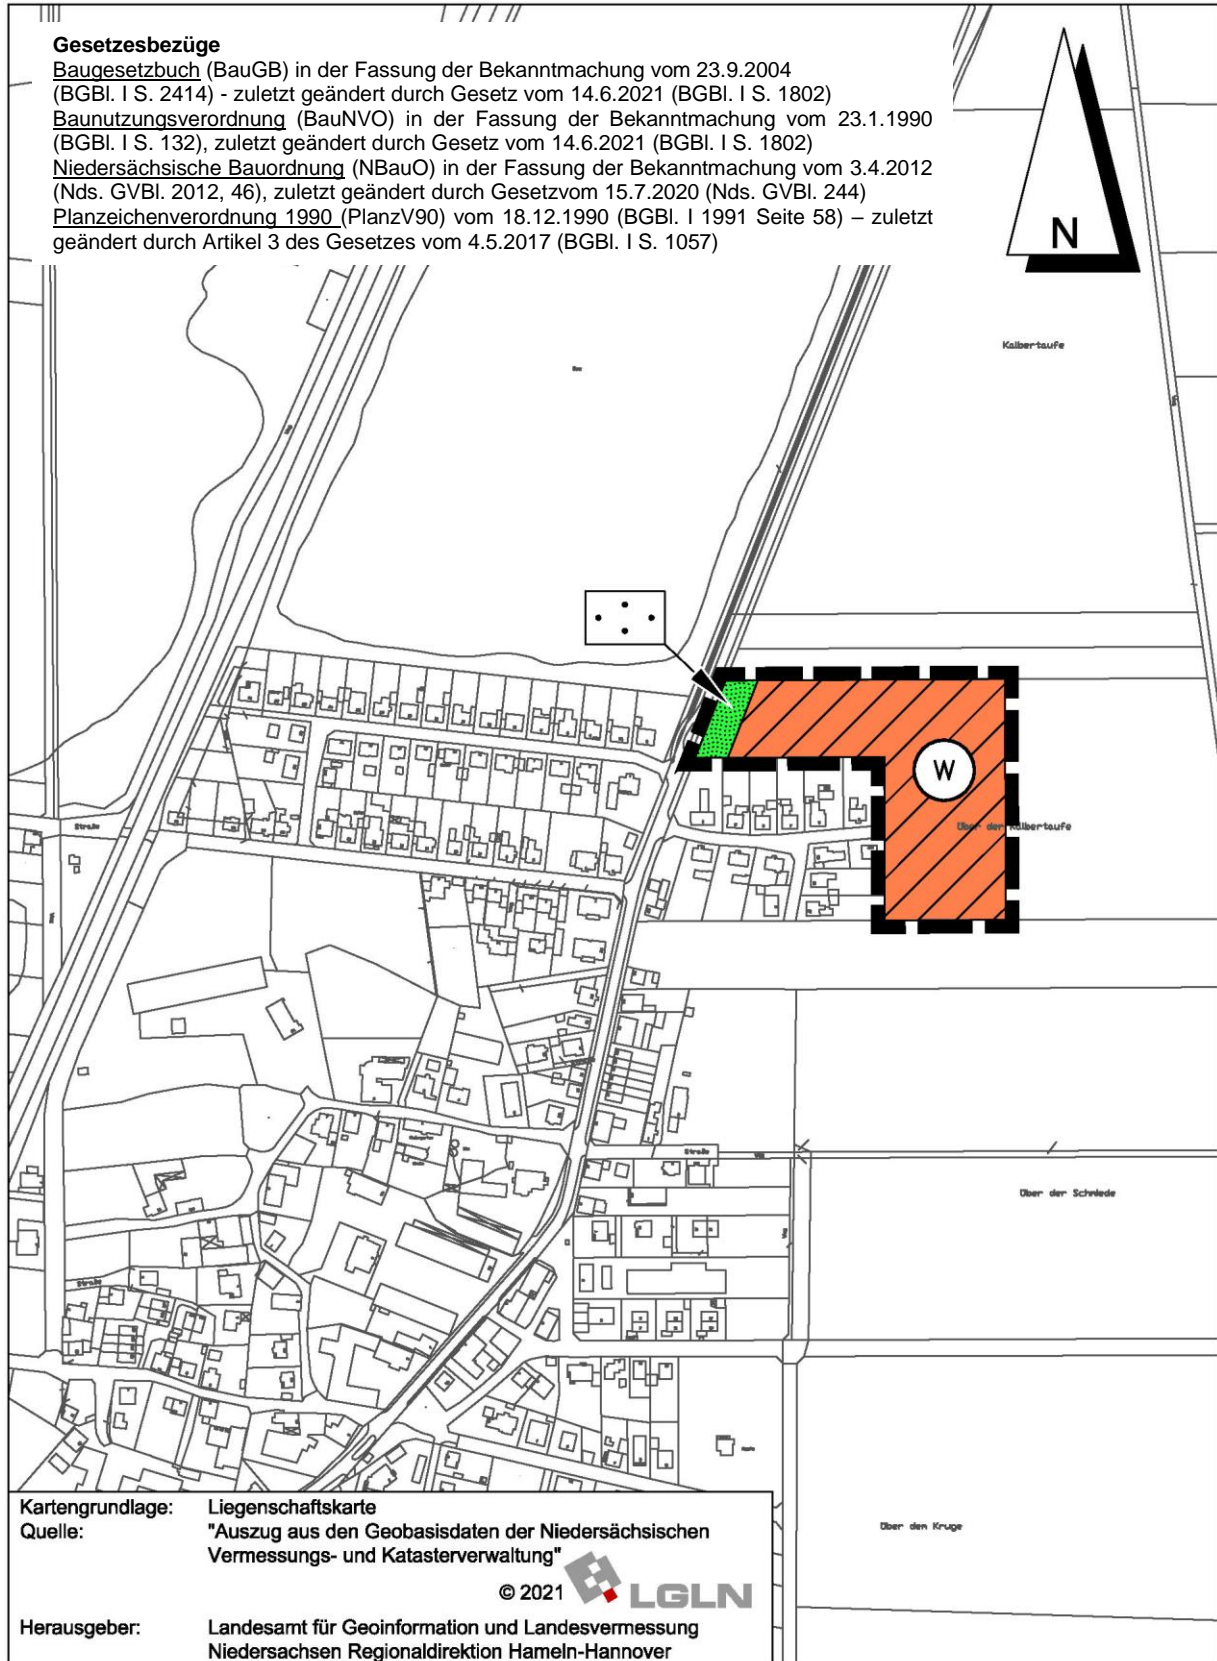 Gesetzesbezüge
Baugesetzbuch (BauGB) in der Fassung der Bekanntmachung vom 23.9.2004
(BGBl. I S. 2414) - zuletzt geändert durch Gesetz vom 14.6.2021 (BGBl. I S. 1802)
Baunutzungsverordnung (BauNVO) in der Fassung der Bekanntmachung vom 23.1.1990
(BGBl. I S. 132), zuletzt geändert durch Gesetz vom 14.6.2021 (BGBl. I S. 1802)
Niedersächsische Bauordnung (NBauO) in der Fassung der Bekanntmachung vom 3.4.2012
(Nds. GVBl. 2012, 46), zuletzt geändert durch Gesetzvom 15.7.2020 (Nds. GVBl. 244)
Planzeichenverordnung 1990 (PlanzV90) vom 18.12.1990 (BGBl. I 1991 Seite 58) – zuletzt
geändert durch Artikel 3 des Gesetzes vom 4.5.2017 (BGBl. I S. 1057)
N
Kalbertaufe
W
Über der Kalbertaufe
Straße
Straße
Über der Schmiede
Straße
Über dem Kruge
Kartengrundlage: Liegenschaftskarte
Quelle: "Auszug aus den Geobasisdaten der Niedersächsischen
Vermessungs- und Katasterverwaltung"
© 2021 LGLN
Herausgeber: Landesamt für Geoinformation und Landesvermessung
Niedersachsen Regionaldirektion Hameln-Hannover